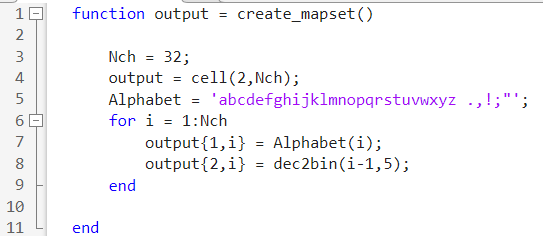 1 function output = create_mapset()
2
3 Nch = 32;
4 output = cell(2,Nch);
5 Alphabet = 'abcdefghijklmnopqrstuvwxyz .,!;"';
6 for i = 1:Nch
7 output{1,i} = Alphabet(i);
8 output{2,i} = dec2bin(i-1,5);
9 end
10
11 end